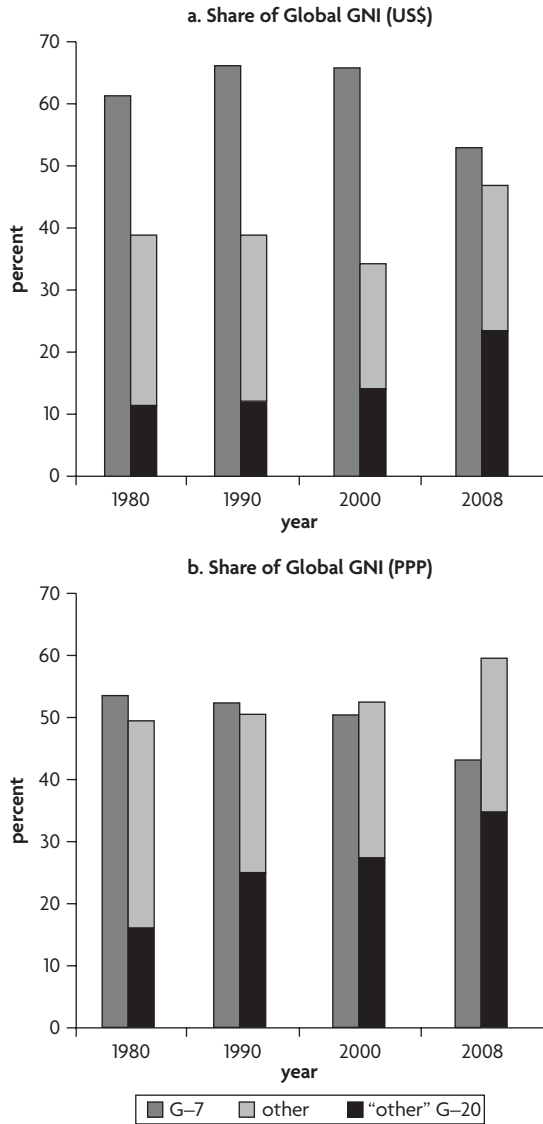 a. Share of Global GNI (US$)
70
60
50
40
30
20
10
0
percent
1980 1990 2000 2008
year
b. Share of Global GNI (PPP)
70
60
50
40
30
20
10
0
percent
1980 1990 2000 2008
year
G–7 other “other” G–20